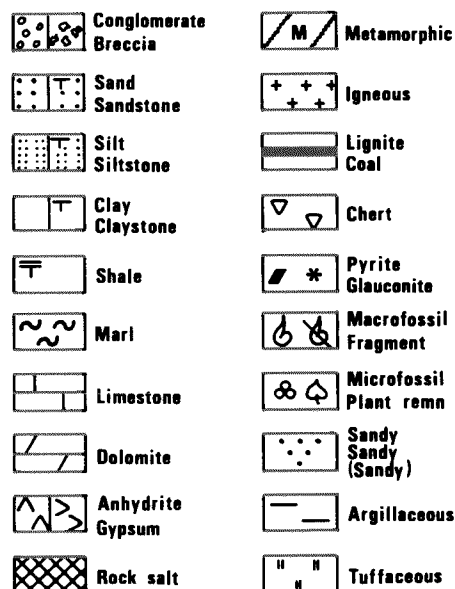 Conglomerate
Breccia
Sand
Sandstone
Silt
Siltstone
Clay
Claystone
Shale
Marl
Limestone
Dolomite
Anhydrite
Gypsum
Rock salt
M
Metamorphic
Igneous
Lignite
Coal
Chert
Pyrite
Glauconite
Macrofossil
Fragment
Microfossil
Plant remn
Sandy
Sandy
(Sandy)
Argillaceous
Tuffaceous